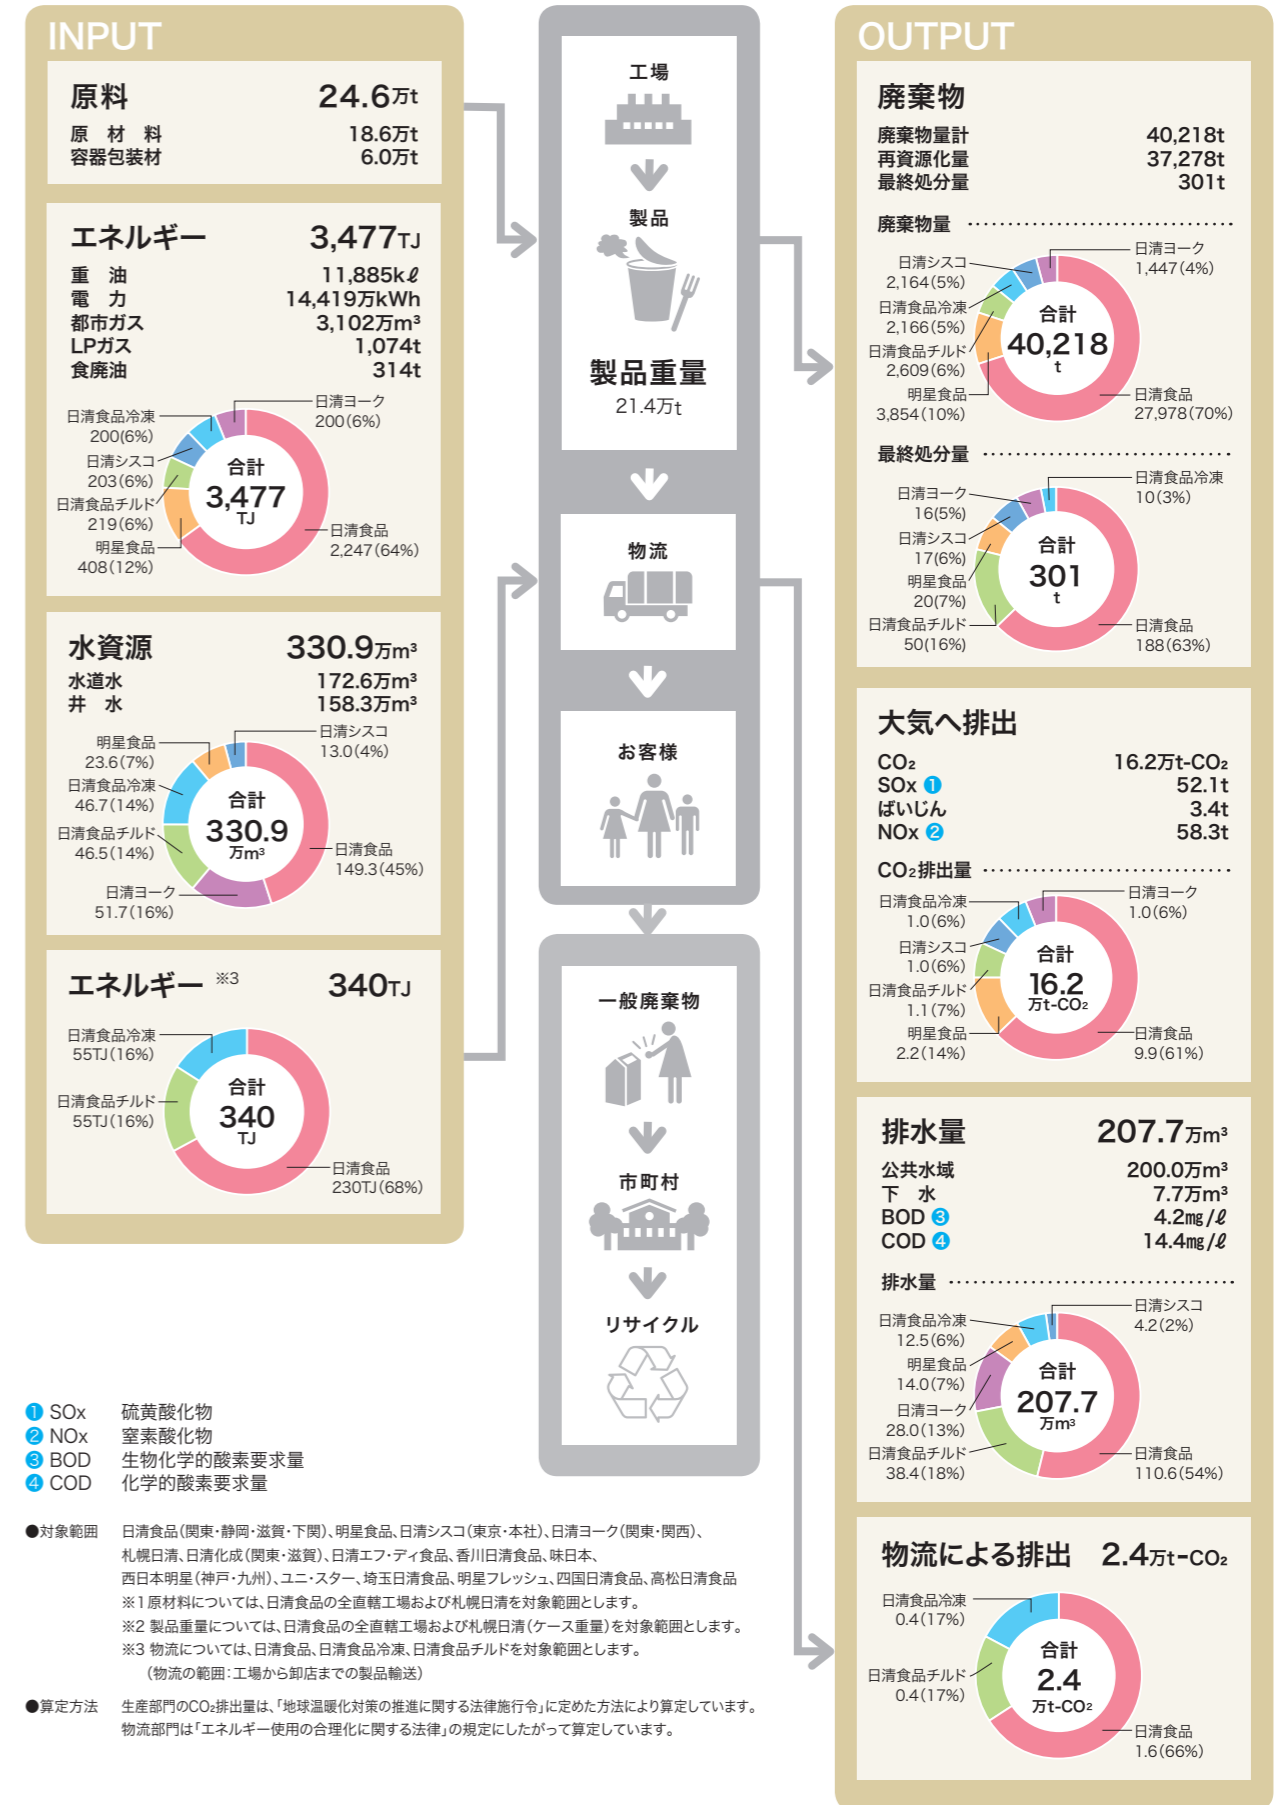 INPUT
原料 24.6万t
原　材　料 18.6万t
容器包装材 6.0万t
エネルギー 3,477TJ
重　油 11,885kℓ
電　力 14,419万kWh
都市ガス 3,102万m³
LPガス 1,074t
食廃油 314t
日清ヨーク
200(6%)
日清食品冷凍
200(6%)
日清シスコ
203(6%)
日清食品チルド
219(6%)
明星食品
408(12%)
合計
3,477
TJ
日清食品
2,247(64%)
水資源 330.9万m³
水道水 172.6万m³
井　水 158.3万m³
日清シスコ
13.0(4%)
明星食品
23.6(7%)
日清食品冷凍
46.7(14%)
日清食品チルド
46.5(14%)
日清ヨーク
51.7(16%)
合計
330.9
万m³
日清食品
149.3(45%)
エネルギー ※3 340TJ
日清食品冷凍
55TJ(16%)
日清食品チルド
55TJ(16%)
合計
340
TJ
日清食品
230TJ(68%)
工場
製品
製品重量
21.4万t
物流
お客様
一般廃棄物
市町村
リサイクル
OUTPUT
廃棄物
廃棄物量計 40,218t
再資源化量 37,278t
最終処分量 301t
廃棄物量
日清ヨーク
1,447(4%)
日清シスコ
2,164(5%)
日清食品冷凍
2,166(5%)
日清食品チルド
2,609(6%)
明星食品
3,854(10%)
合計
40,218
t
日清食品
27,978(70%)
最終処分量
日清食品冷凍
10(3%)
日清ヨーク
16(5%)
日清シスコ
17(6%)
明星食品
20(7%)
日清食品チルド
50(16%)
合計
301
t
日清食品
188(63%)
大気へ排出
CO₂ 16.2万t-CO₂
SOx ❶ 52.1t
ばいじん 3.4t
NOx ❷ 58.3t
CO₂排出量
日清ヨーク
1.0(6%)
日清食品冷凍
1.0(6%)
日清シスコ
1.0(6%)
日清食品チルド
1.1(7%)
明星食品
2.2(14%)
合計
16.2
万t-CO₂
日清食品
9.9(61%)
排水量 207.7万m³
公共水域 200.0万m³
下　水 7.7万m³
BOD ❸ 4.2㎎/ℓ
COD ❹ 14.4㎎/ℓ
排水量
日清シスコ
4.2(2%)
日清食品冷凍
12.5(6%)
明星食品
14.0(7%)
日清ヨーク
28.0(13%)
日清食品チルド
38.4(18%)
合計
207.7
万m³
日清食品
110.6(54%)
物流による排出 2.4万t-CO₂
日清食品冷凍
0.4(17%)
日清食品チルド
0.4(17%)
合計
2.4
万t-CO₂
日清食品
1.6(66%)
❶ SOx 硫黄酸化物
❷ NOx 窒素酸化物
❸ BOD 生物化学的酸素要求量
❹ COD 化学的酸素要求量
●対象範囲 日清食品（関東・静岡・滋賀・下関）、明星食品、日清シスコ（東京・本社）、日清ヨーク（関東・関西）、
札幌日清、日清化成（関東・滋賀）、日清エフ・ディ食品、香川日清食品、味日本、
西日本明星（神戸・九州）、ユニ・スター、埼玉日清食品、明星フレッシュ、四国日清食品、高松日清食品
※1原材料については、日清食品の全直轄工場および札幌日清を対象範囲とします。
※2 製品重量については、日清食品の全直轄工場および札幌日清（ケース重量）を対象範囲とします。
※3 物流については、日清食品、日清食品冷凍、日清食品チルドを対象範囲とします。
（物流の範囲：工場から卸店までの製品輸送）
●算定方法 生産部門のCO₂排出量は、「地球温暖化対策の推進に関する法律施行令」に定めた方法により算定しています。
物流部門は「エネルギー使用の合理化に関する法律」の規定にしたがって算定しています。